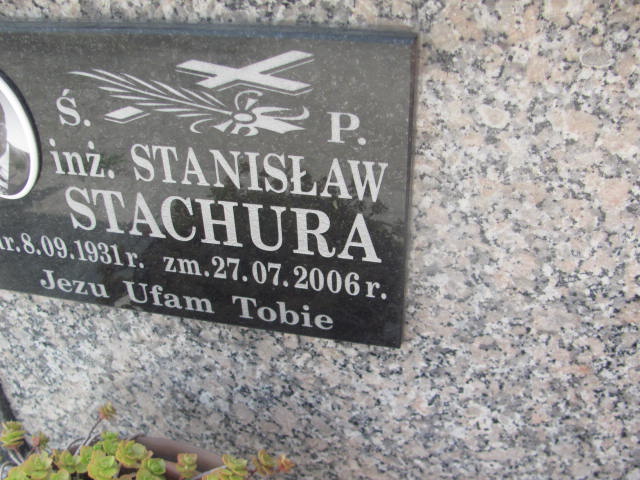 Ś. P.
inż. STANISŁAW
STACHURA
ur.8.09.1931r. zm.27.07.2006r.
Jezu Ufam Tobie